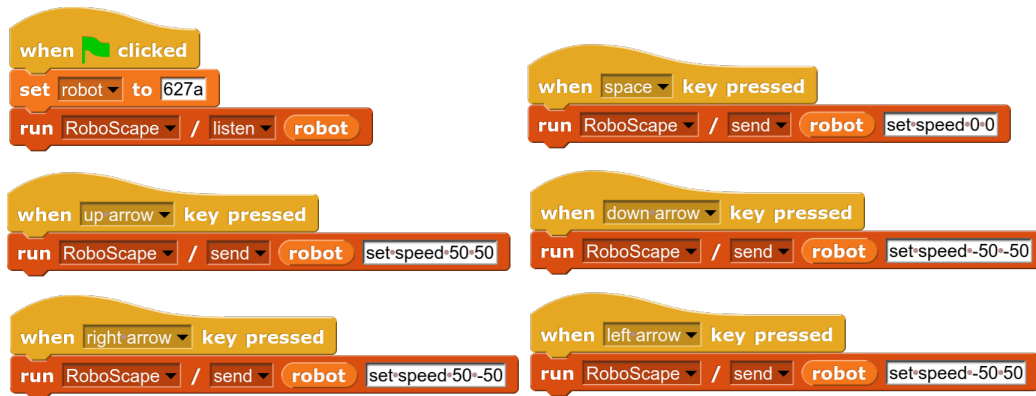 when clicked
set robot to 627a
run RoboScape / listen robot
when space key pressed
run RoboScape / send robot set speed 0 0
when up arrow key pressed
run RoboScape / send robot set speed 50 50
when down arrow key pressed
run RoboScape / send robot set speed -50 -50
when right arrow key pressed
run RoboScape / send robot set speed 50 -50
when left arrow key pressed
run RoboScape / send robot set speed -50 50